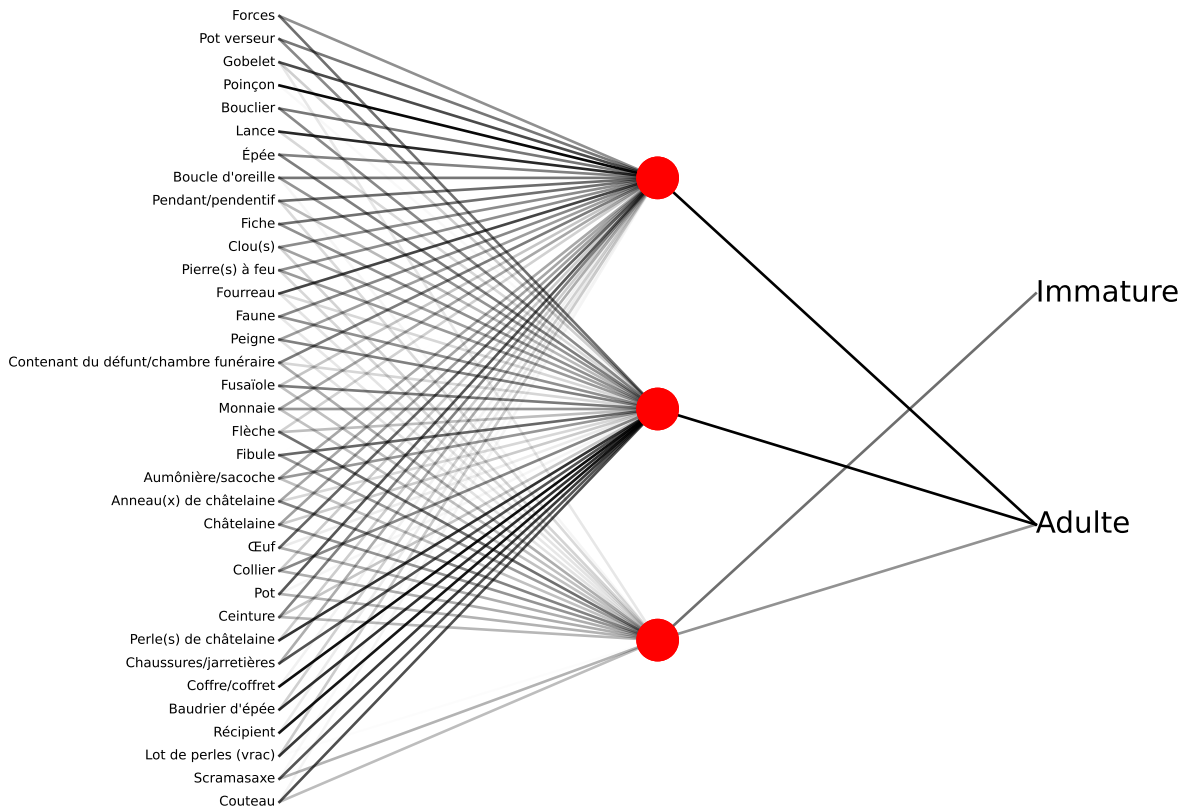 Forces
Pot verseur
Gobelet
Poinçon
Bouclier
Lance
Épée
Boucle d'oreille
Pendant/pendentif
Fiche
Clou(s)
Pierre(s) à feu
Fourreau
Faune
Peigne
Contenant du défunt/chambre funéraire
Fusaïole
Monnaie
Flèche
Fibule
Aumônière/sacoche
Anneau(x) de châtelaine
Châtelaine
Œuf
Collier
Pot
Ceinture
Perle(s) de châtelaine
Chaussures/jarretières
Coffre/coffret
Baudrier d'épée
Récipient
Lot de perles (vrac)
Scramasaxe
Couteau
Immature
Adulte